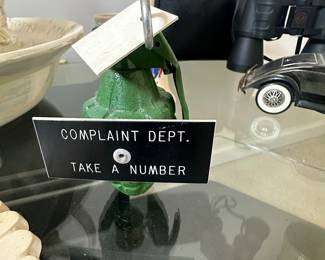 COMPLAINT DEPT.
TAKE A NUMBER